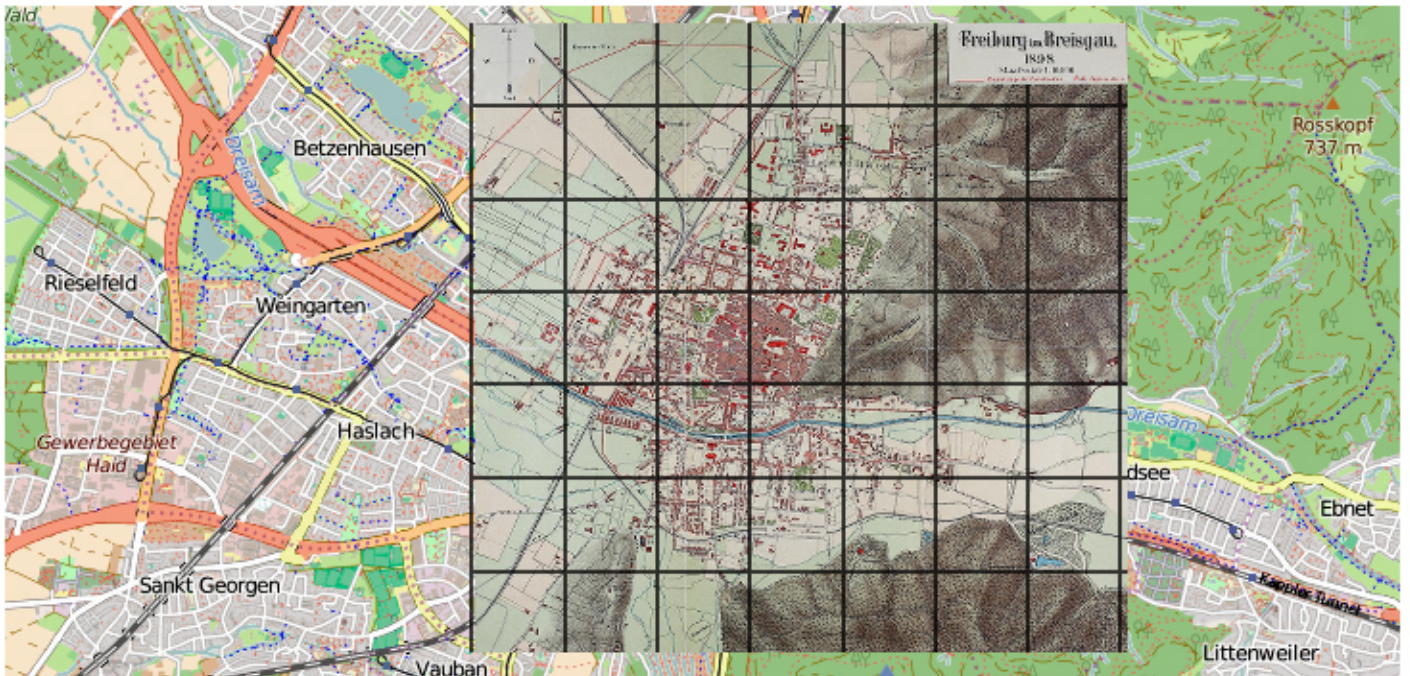 ald
Freiburg im Breisgau,
1898.
Rosskopf
737 m
Betzenhausen
Dreisam
Rieselfeld
Weingarten
Haslach
Gewerbegebiet
Haid
Dreisam
dsee
Ebnet
Sankt Georgen
Kappler Tunnel
Vauban
Littenweiler